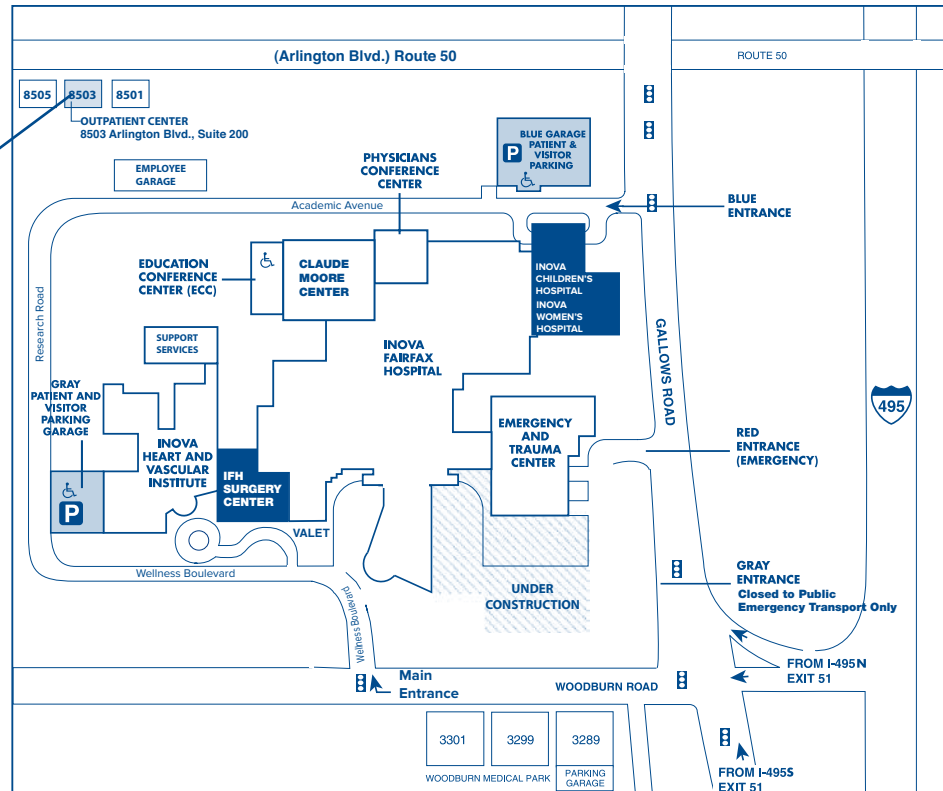 (Arlington Blvd.) Route 50
ROUTE 50
8505
8503
8501
OUTPATIENT CENTER
8503 Arlington Blvd., Suite 200
EMPLOYEE
GARAGE
PHYSICIANS
CONFERENCE
CENTER
P
BLUE GARAGE
PATIENT &
VISITOR
PARKING
Academic Avenue
BLUE
ENTRANCE
EDUCATION
CONFERENCE
CENTER (ECC)
CLAUDE
MOORE
CENTER
INOVA
CHILDREN'S
HOSPITAL
INOVA
WOMEN'S
HOSPITAL
Research Road
SUPPORT
SERVICES
INOVA
FAIRFAX
HOSPITAL
GALLOWS ROAD
495
GRAY
PATIENT AND
VISITOR
PARKING
GARAGE
P
INOVA
HEART AND
VASCULAR
INSTITUTE
IFH
SURGERY
CENTER
EMERGENCY
AND
TRAUMA
CENTER
RED
ENTRANCE
(EMERGENCY)
VALET
Wellness Boulevard
Wellness Boulevard
UNDER
CONSTRUCTION
GRAY
ENTRANCE
Closed to Public
Emergency Transport Only
Main
Entrance
WOODBURN ROAD
FROM I-495N
EXIT 51
3301
3299
3289
WOODBURN MEDICAL PARK
PARKING
GARAGE
FROM I-495S
EXIT 51